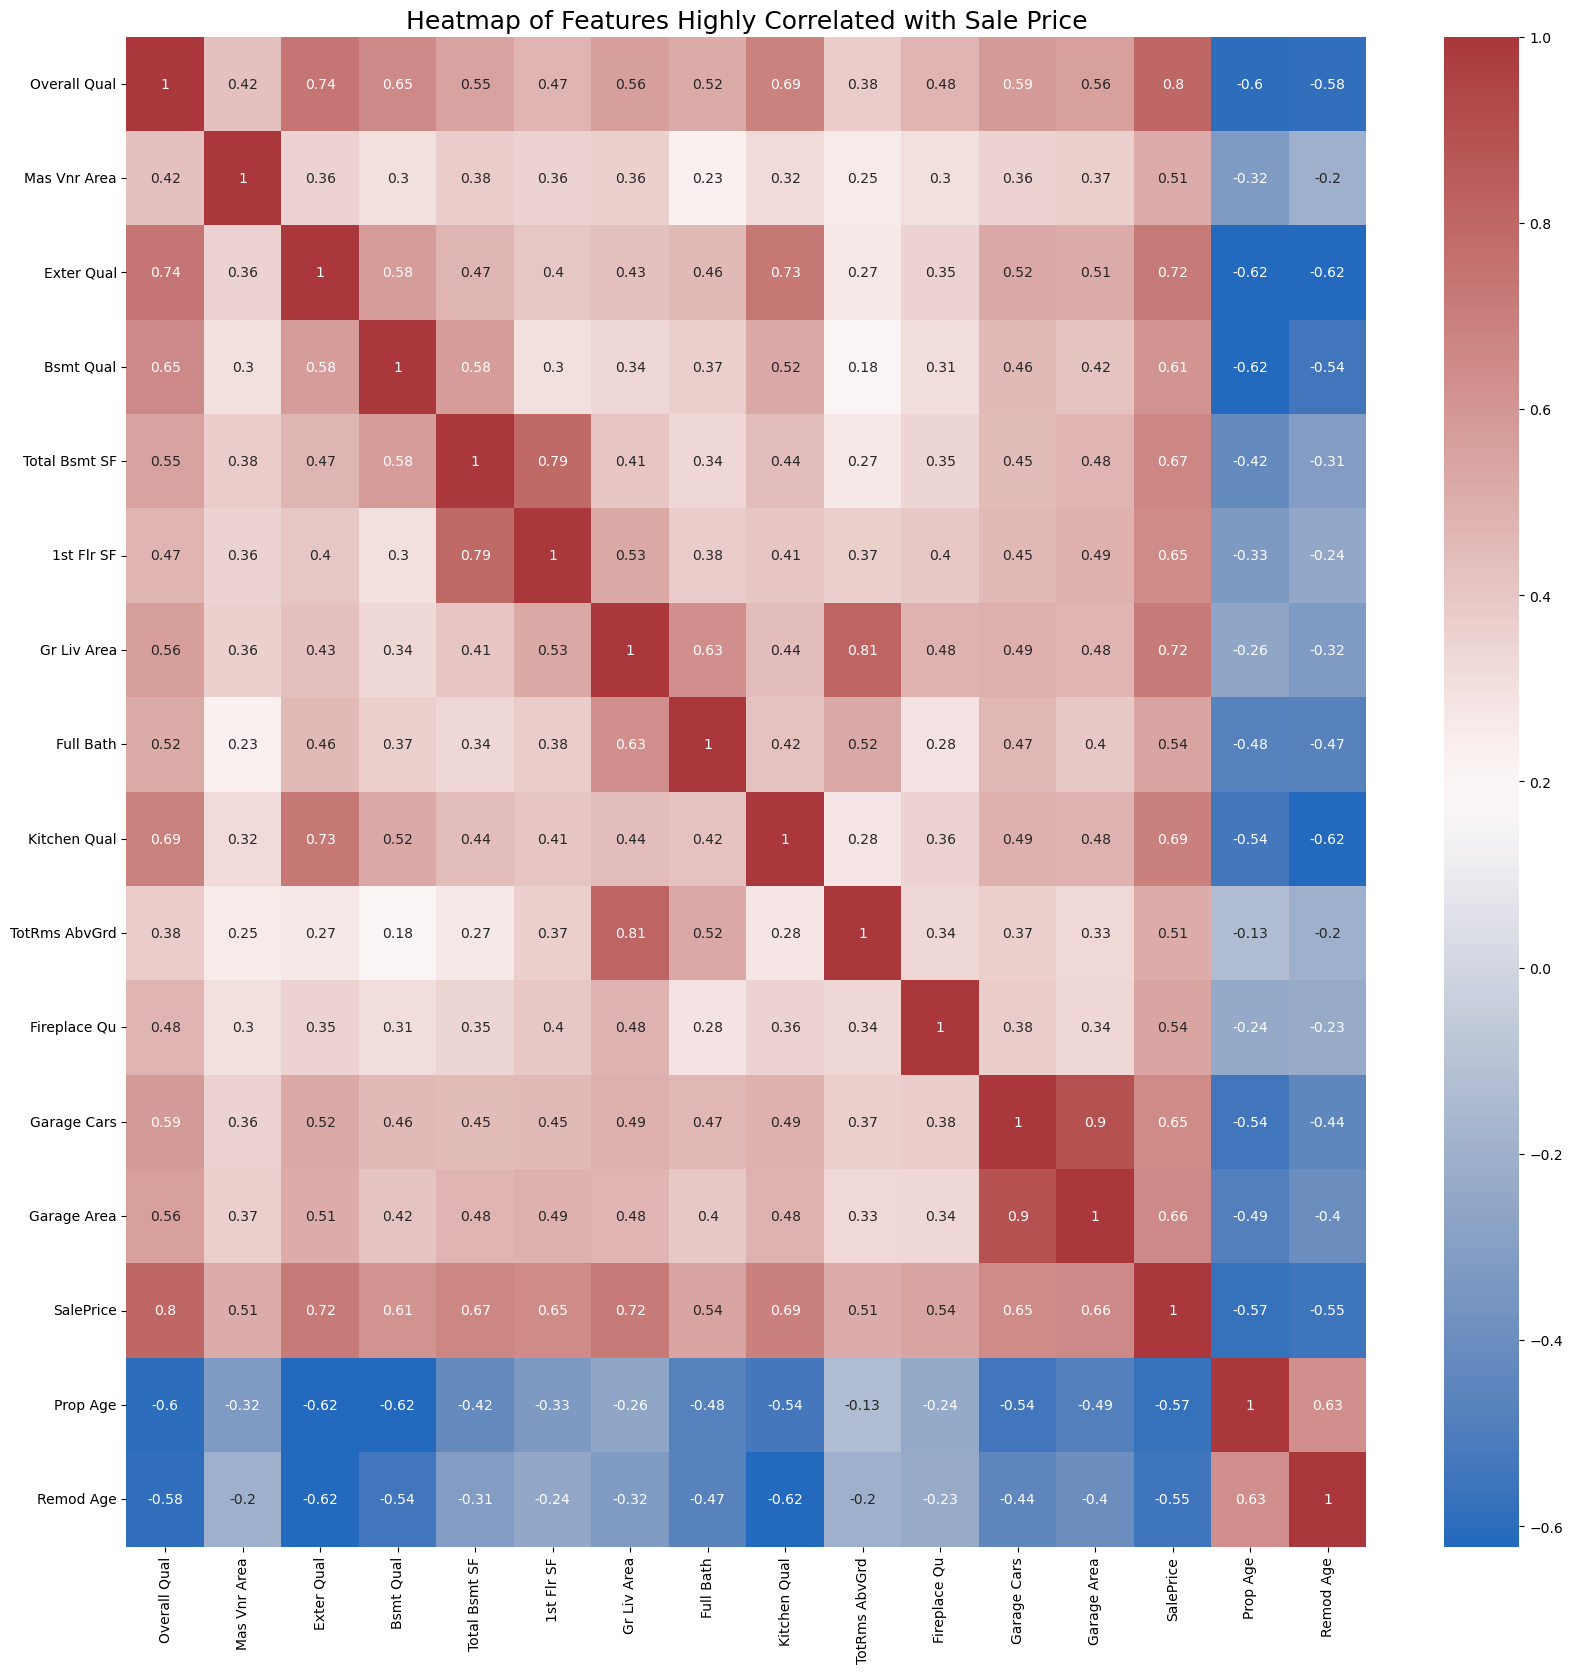 Heatmap of Features Highly Correlated with Sale Price
Overall Qual 1 0.42 0.74 0.65 0.55 0.47 0.56 0.52 0.69 0.38 0.48 0.59 0.56 0.8 -0.6 -0.58
Mas Vnr Area 0.42 1 0.36 0.3 0.38 0.36 0.36 0.23 0.32 0.25 0.3 0.36 0.37 0.51 -0.32 -0.2
Exter Qual 0.74 0.36 1 0.58 0.47 0.4 0.43 0.46 0.73 0.27 0.35 0.52 0.51 0.72 -0.62 -0.62
Bsmt Qual 0.65 0.3 0.58 1 0.58 0.3 0.34 0.37 0.52 0.18 0.31 0.46 0.42 0.61 -0.62 -0.54
Total Bsmt SF 0.55 0.38 0.47 0.58 1 0.79 0.41 0.34 0.44 0.27 0.35 0.45 0.48 0.67 -0.42 -0.31
1st Flr SF 0.47 0.36 0.4 0.3 0.79 1 0.53 0.38 0.41 0.37 0.4 0.45 0.49 0.65 -0.33 -0.24
Gr Liv Area 0.56 0.36 0.43 0.34 0.41 0.53 1 0.63 0.44 0.81 0.48 0.49 0.48 0.72 -0.26 -0.32
Full Bath 0.52 0.23 0.46 0.37 0.34 0.38 0.63 1 0.42 0.52 0.28 0.47 0.4 0.54 -0.48 -0.47
Kitchen Qual 0.69 0.32 0.73 0.52 0.44 0.41 0.44 0.42 1 0.28 0.36 0.49 0.48 0.69 -0.54 -0.62
TotRms AbvGrd 0.38 0.25 0.27 0.18 0.27 0.37 0.81 0.52 0.28 1 0.34 0.37 0.33 0.51 -0.13 -0.2
Fireplace Qu 0.48 0.3 0.35 0.31 0.35 0.4 0.48 0.28 0.36 0.34 1 0.38 0.34 0.54 -0.24 -0.23
Garage Cars 0.59 0.36 0.52 0.46 0.45 0.45 0.49 0.47 0.49 0.37 0.38 1 0.9 0.65 -0.54 -0.44
Garage Area 0.56 0.37 0.51 0.42 0.48 0.49 0.48 0.4 0.48 0.33 0.34 0.9 1 0.66 -0.49 -0.4
SalePrice 0.8 0.51 0.72 0.61 0.67 0.65 0.72 0.54 0.69 0.51 0.54 0.65 0.66 1 -0.57 -0.55
Prop Age -0.6 -0.32 -0.62 -0.62 -0.42 -0.33 -0.26 -0.48 -0.54 -0.13 -0.24 -0.54 -0.49 -0.57 1 0.63
Remod Age -0.58 -0.2 -0.62 -0.54 -0.31 -0.24 -0.32 -0.47 -0.62 -0.2 -0.23 -0.44 -0.4 -0.55 0.63 1
Overall Qual
Mas Vnr Area
Exter Qual
Bsmt Qual
Total Bsmt SF
1st Flr SF
Gr Liv Area
Full Bath
Kitchen Qual
TotRms AbvGrd
Fireplace Qu
Garage Cars
Garage Area
SalePrice
Prop Age
Remod Age
1.0
0.8
0.6
0.4
0.2
0.0
−0.2
−0.4
−0.6